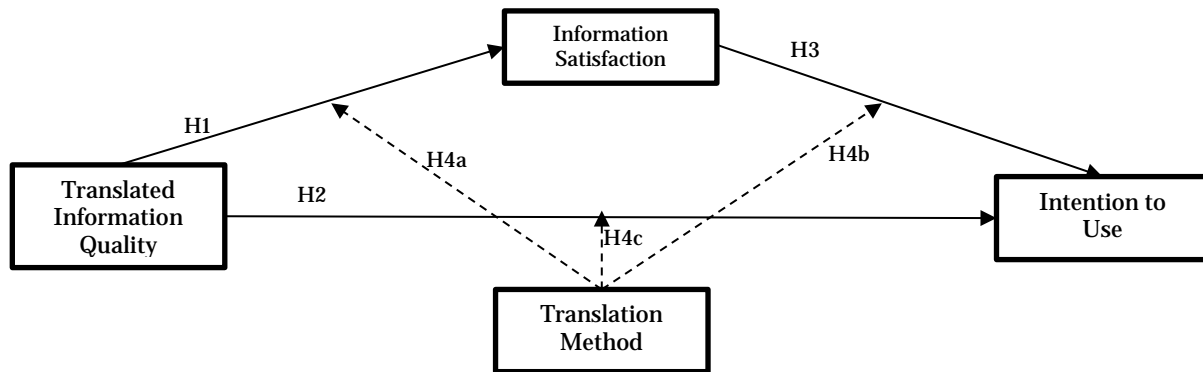 Information
Satisfaction
H3
H1
H4a
H4b
Translated
Information
Quality
H2
Intention to
Use
H4c
Translation
Method